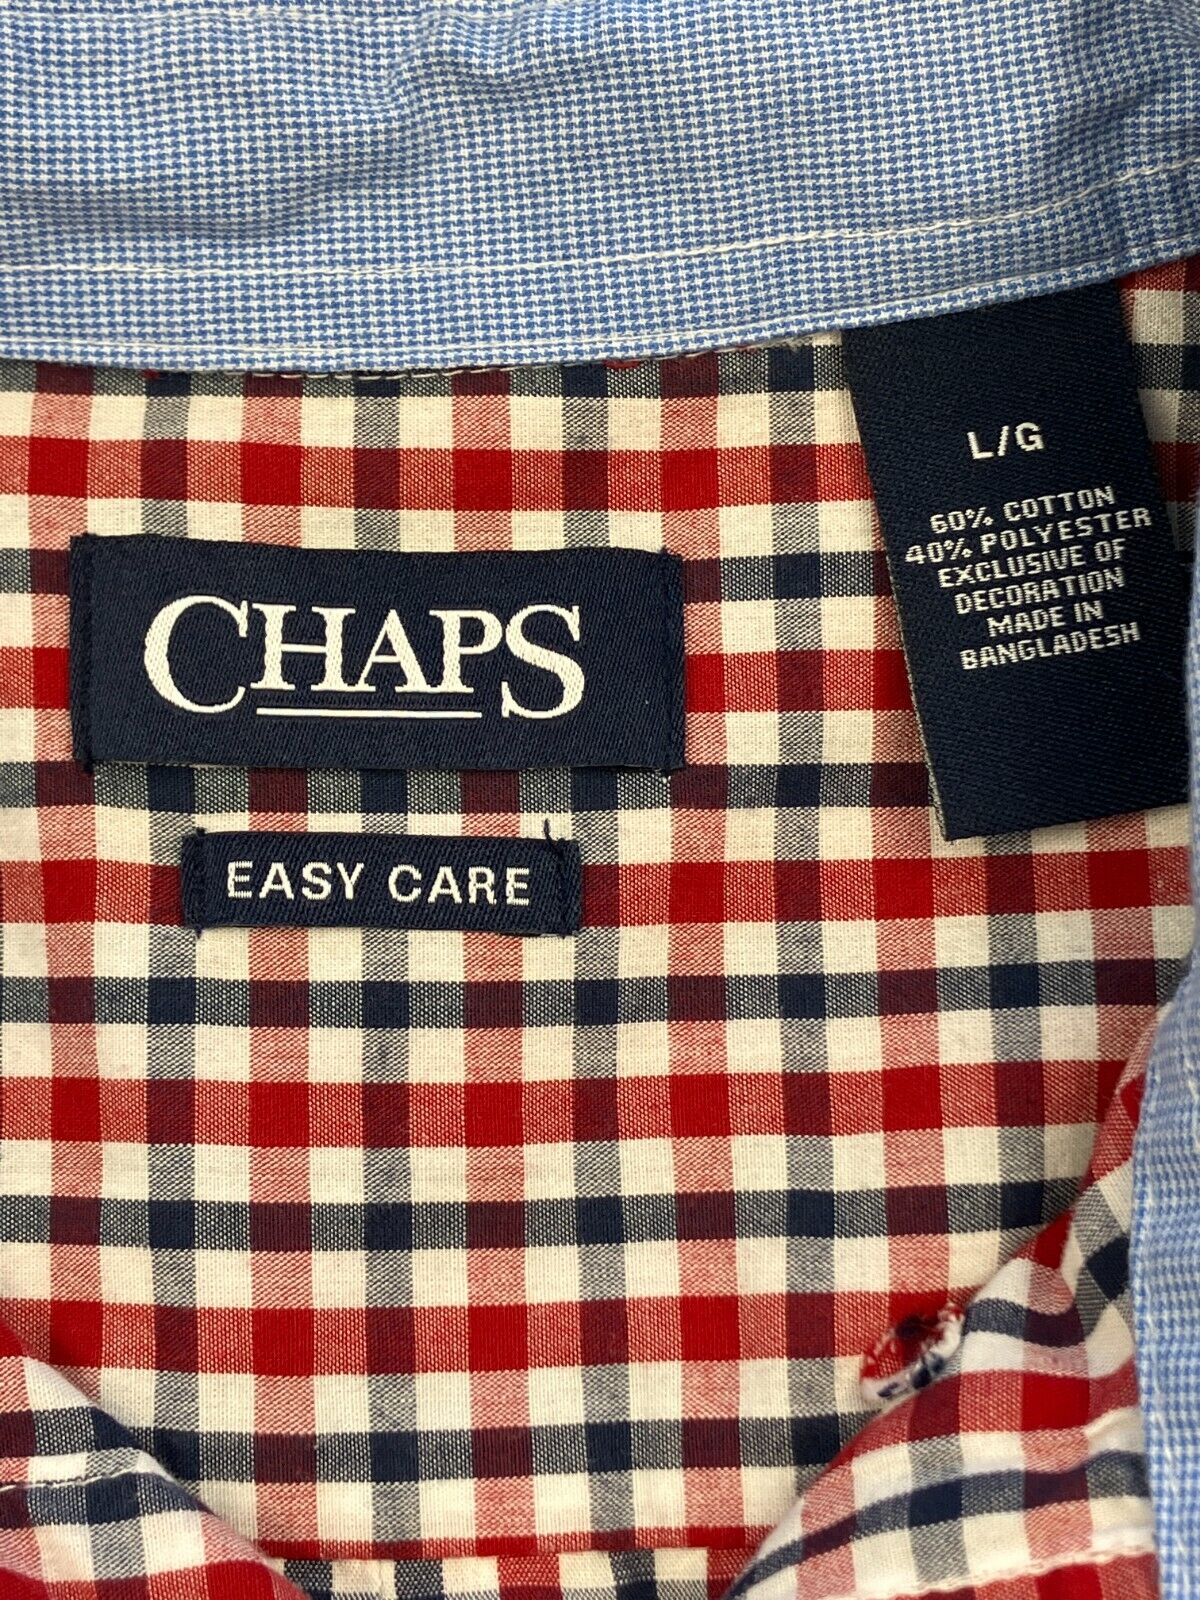 CHAPS
EASY CARE
L/G
60% COTTON
40% POLYESTER
EXCLUSIVE OF
DECORATION
MADE IN
BANGLADESH